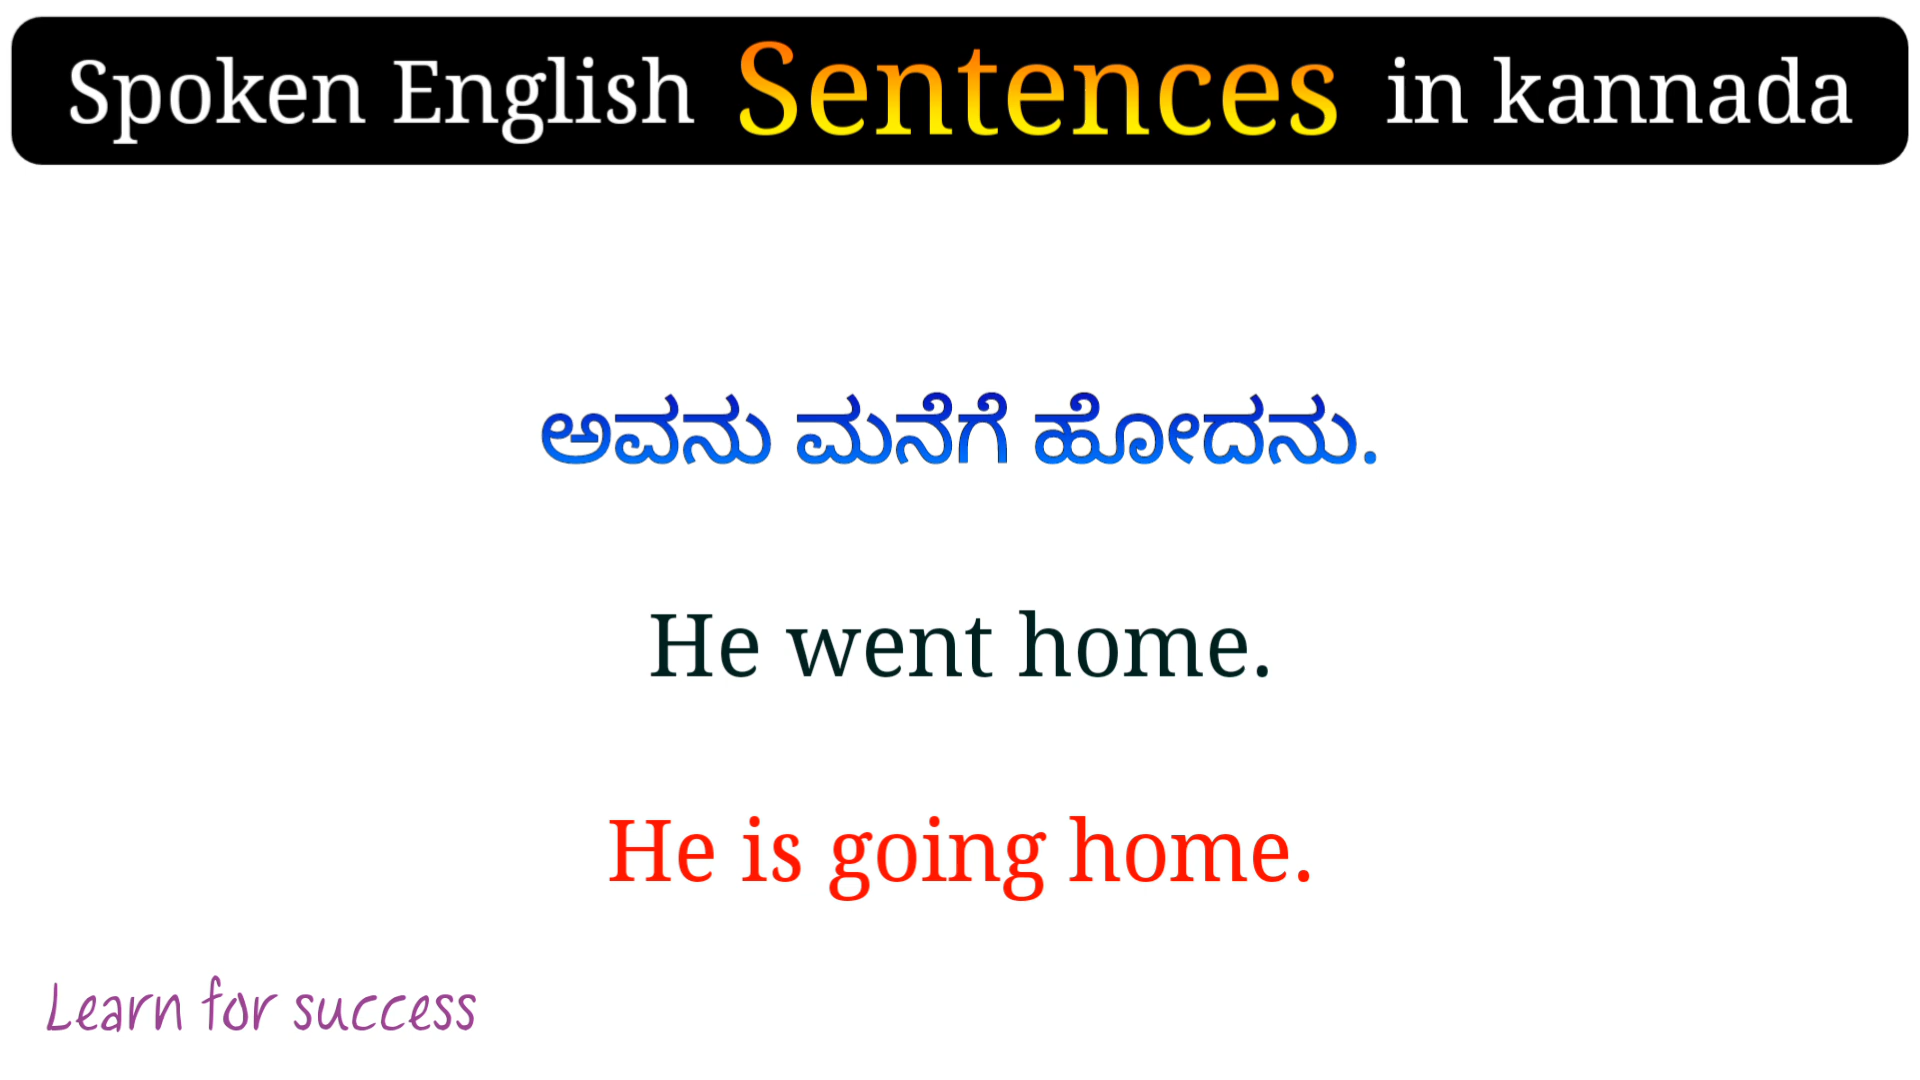 Spoken English Sentences in kannada
ಅವನು ಮನೆಗೆ ಹೋದನು.
He went home.
He is going home.
Learn for success